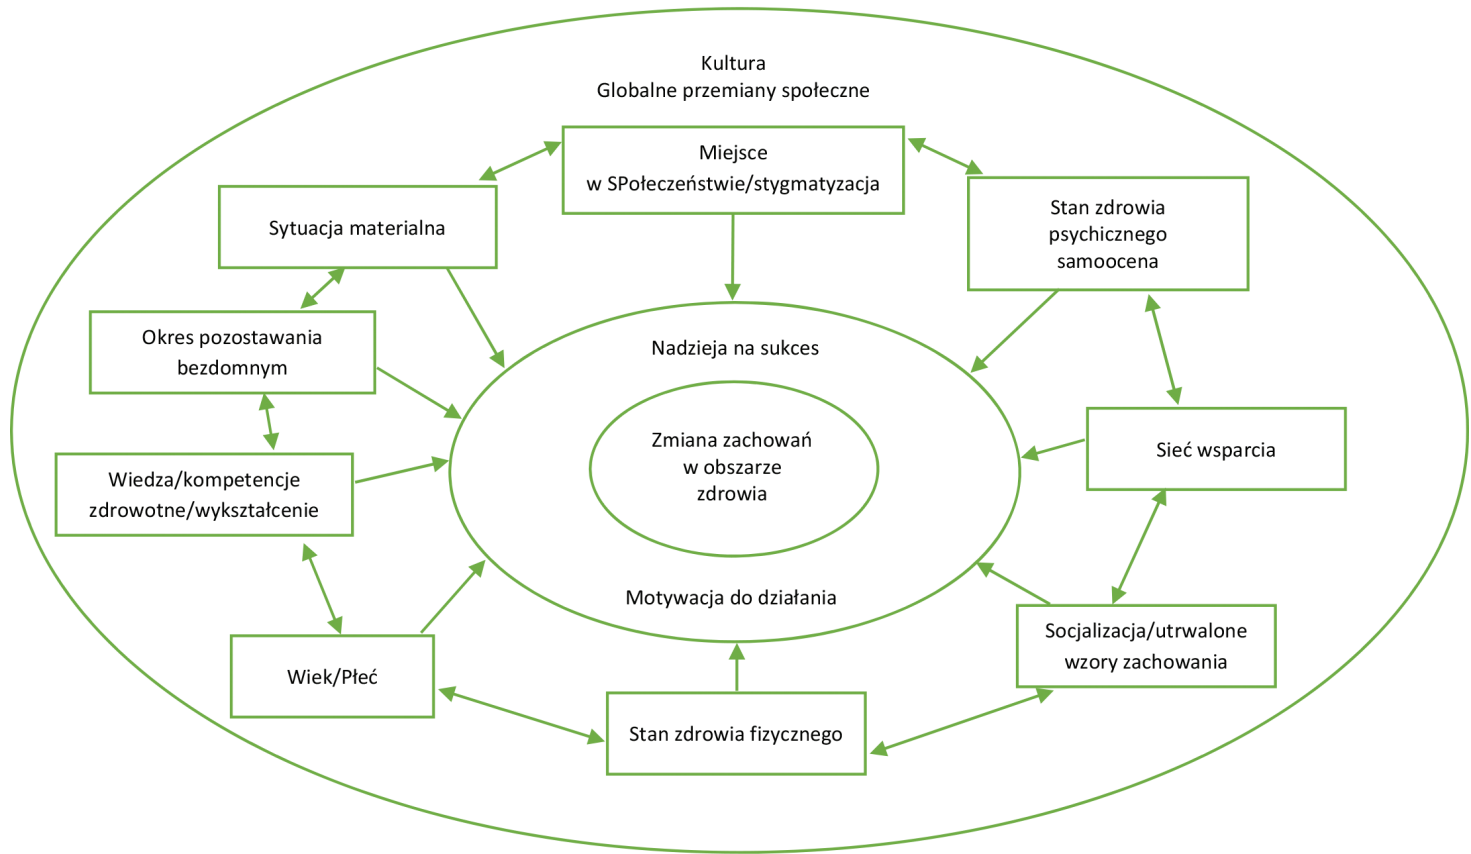 Kultura
Globalne przemiany społeczne
Miejsce
w SPołeczeństwie/stygmatyzacja
Sytuacja materialna
Stan zdrowia
psychicznego
samoocena
Okres pozostawania
bezdomnym
Nadzieja na sukces
Zmiana zachowań
w obszarze
zdrowia
Sieć wsparcia
Wiedza/kompetencje
zdrowotne/wykształcenie
Motywacja do działania
Socjalizacja/utrwalone
wzory zachowania
Wiek/Płeć
Stan zdrowia fizycznego